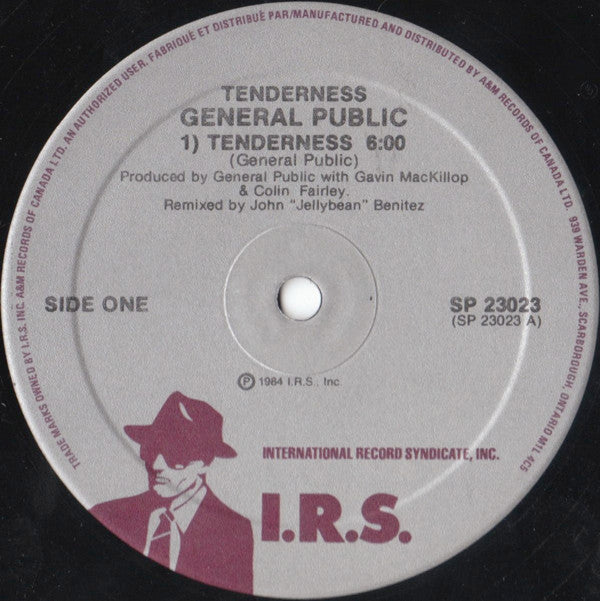 TRADE MARKS OWNED BY I.R.S. INC. A&M RECORDS OF CANADA LTD. AN AUTHORIZED USER. FABRIQUÉ ET DISTRIBUÉ PAR/MANUFACTURED AND DISTRIBUTED BY A&M RECORDS OF CANADA LTD. 939 WARDEN AVE., SCARBOROUGH, ONTARIO M1L 4C5
TENDERNESS
GENERAL PUBLIC
1) TENDERNESS 6:00
(General Public)
Produced by General Public with Gavin MacKillop
& Colin Fairley.
Remixed by John "Jellybean" Benitez
SIDE ONE
SP 23023
(SP 23023 A)
Ⓟ 1984 I.R.S., Inc.
INTERNATIONAL RECORD SYNDICATE, INC.
I.R.S.